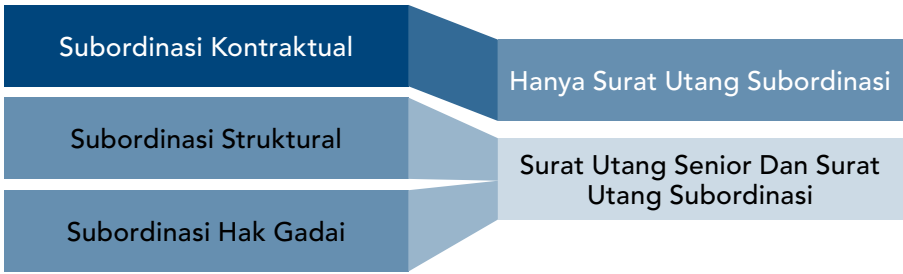 Subordinasi Kontraktual
Hanya Surat Utang Subordinasi
Subordinasi Struktural
Surat Utang Senior Dan Surat
Utang Subordinasi
Subordinasi Hak Gadai